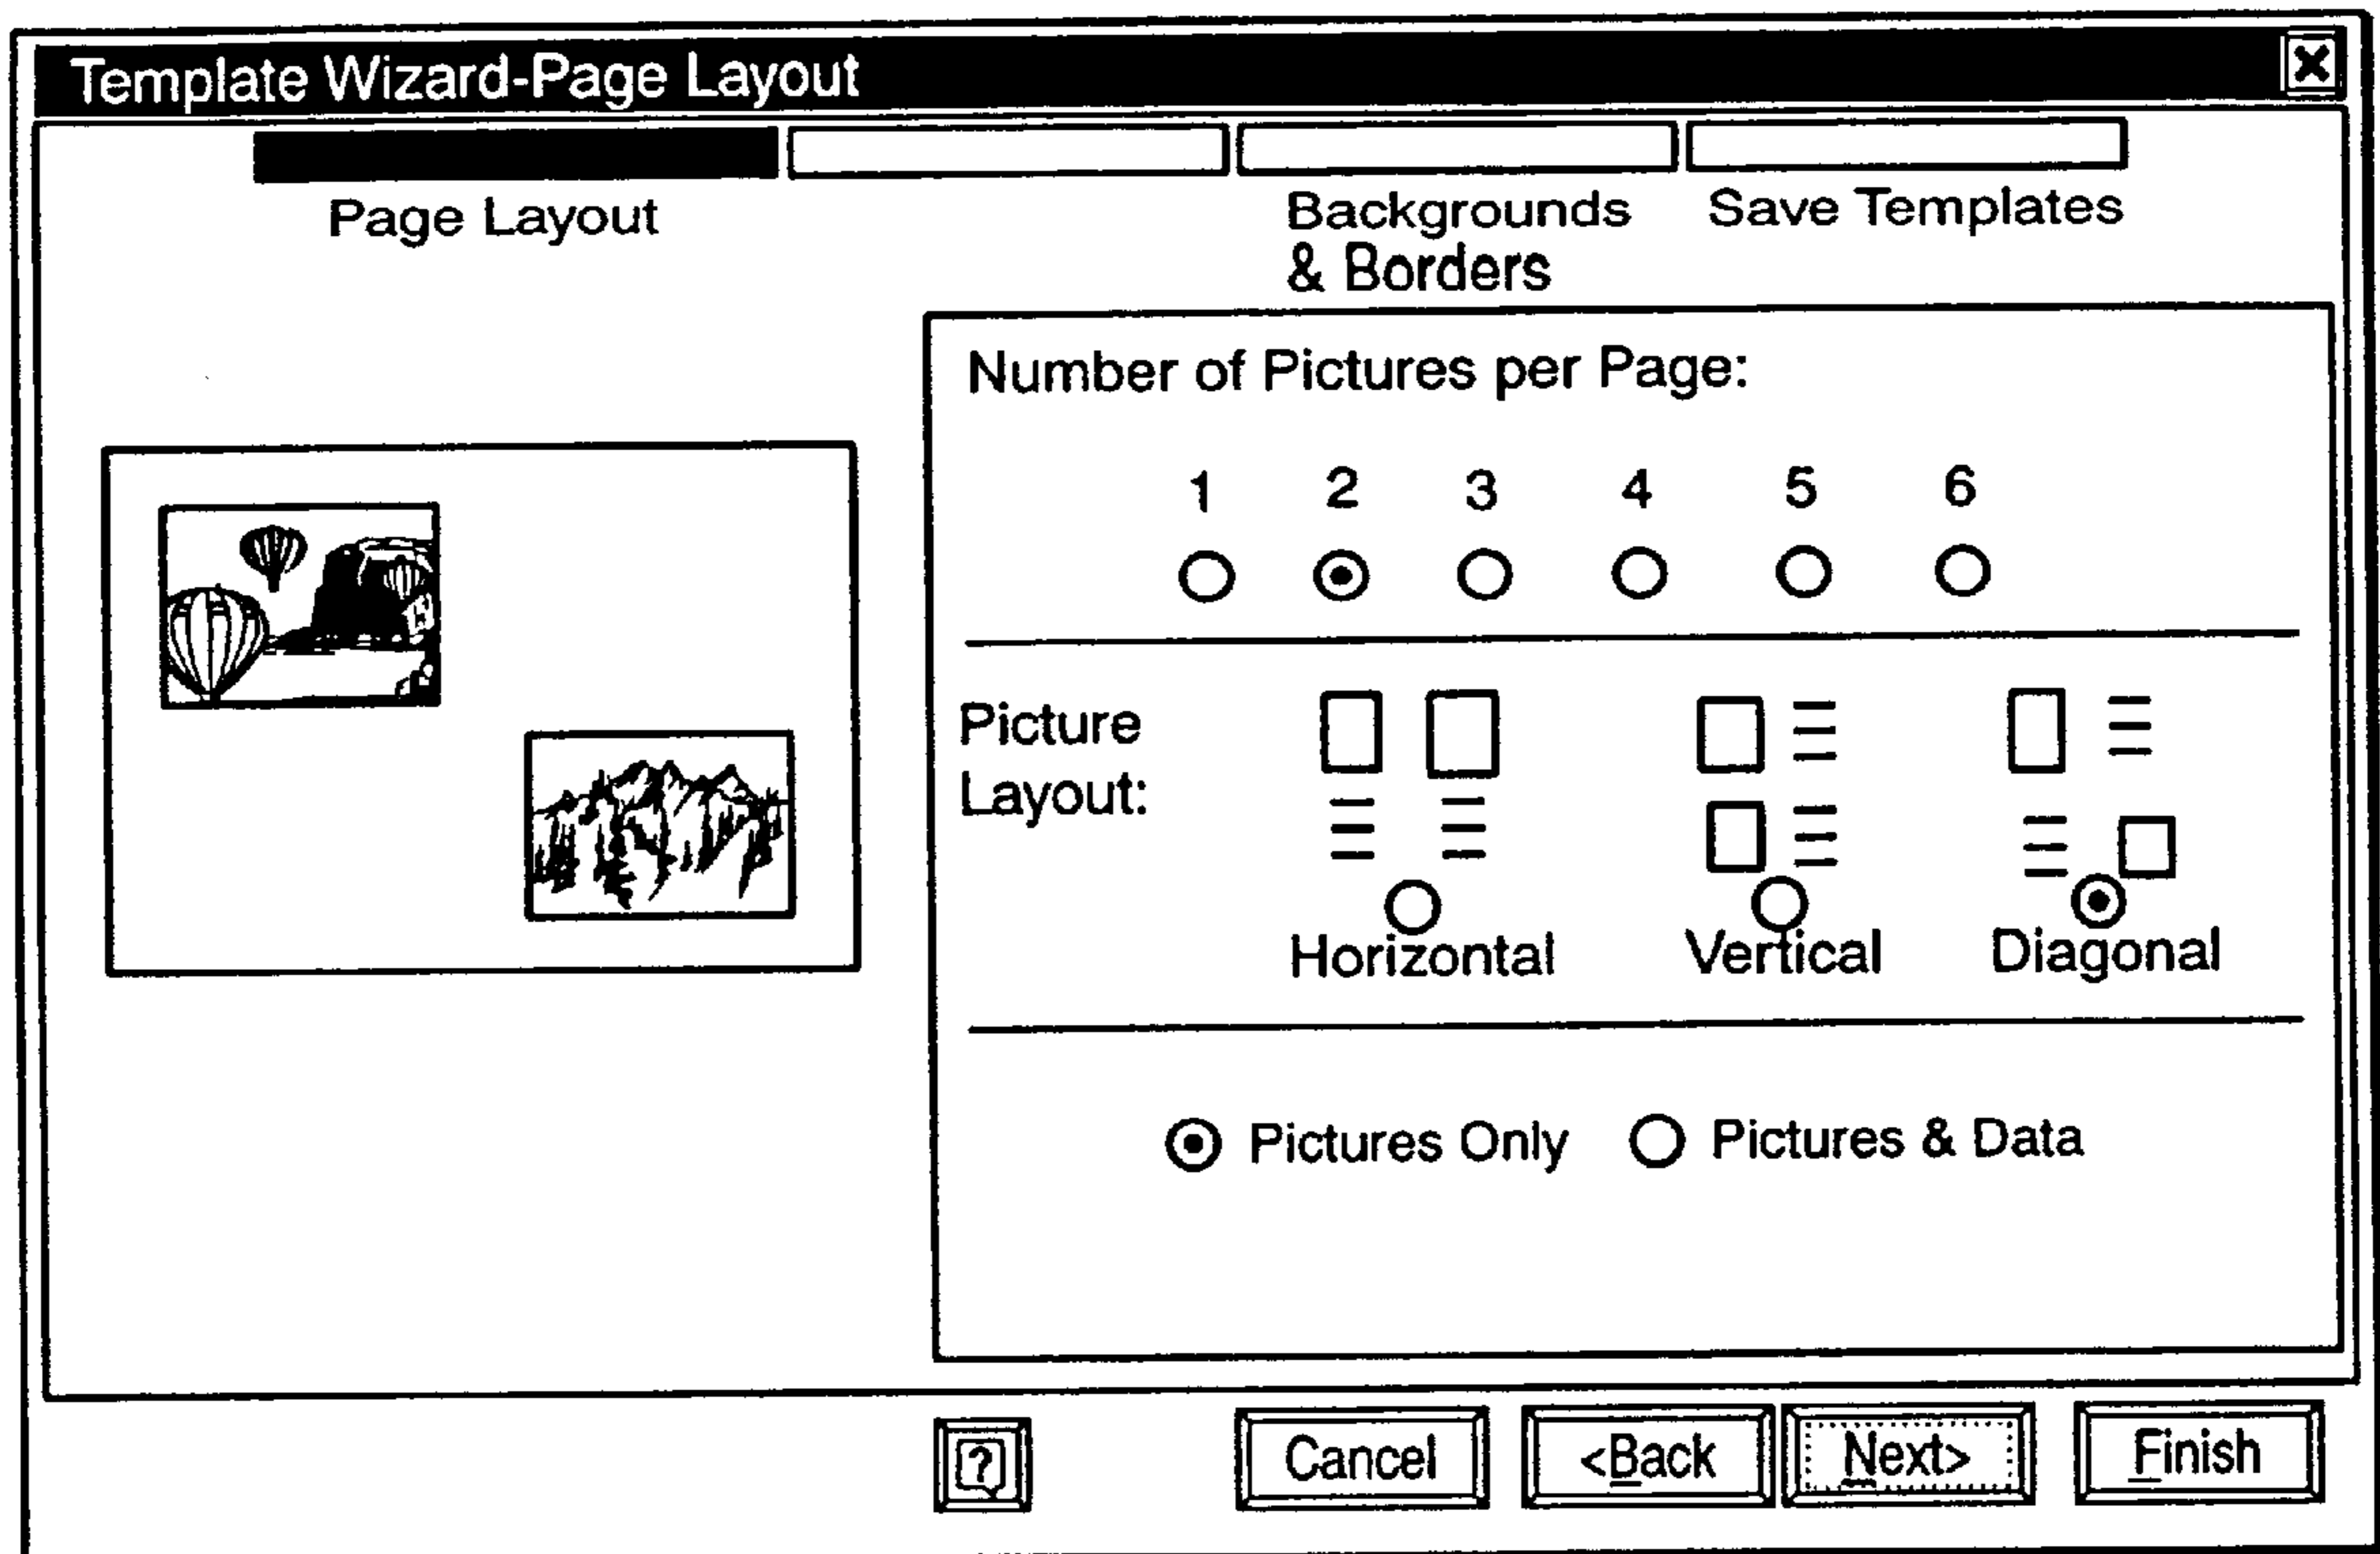 Template Wizard-Page Layout
Page Layout
Backgrounds
& Borders
Save Templates
Number of Pictures per Page:
1 2 3 4 5 6
Picture
Layout:
Horizontal Vertical Diagonal
Pictures Only Pictures & Data
? Cancel <Back Next> Finish